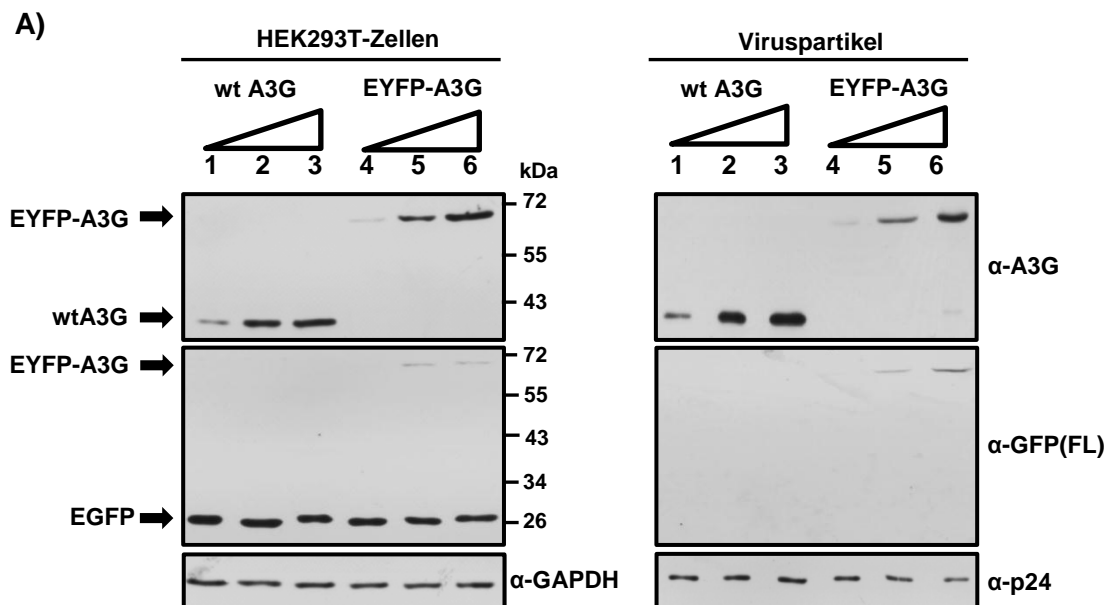 A)
HEK293T-Zellen
wt A3G EYFP-A3G
1 2 3 4 5 6 kDa
EYFP-A3G 72
55
43
wtA3G
EYFP-A3G 72
55
43
34
EGFP 26
α-GAPDH
Viruspartikel
wt A3G EYFP-A3G
1 2 3 4 5 6
α-A3G
α-GFP(FL)
α-p24